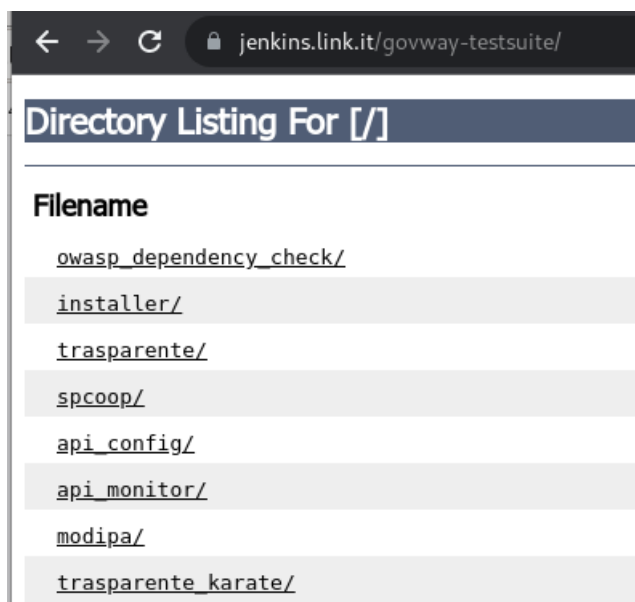 jenkins.link.it/govway-testsuite/
Directory Listing For [/]
Filename
owasp_dependency_check/
installer/
trasparente/
spcoop/
api_config/
api_monitor/
modipa/
trasparente_karate/